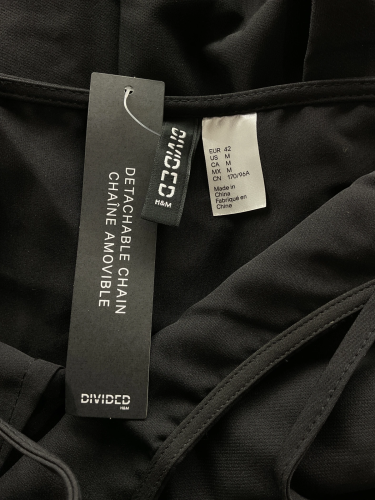 DETACHABLE CHAIN
CHAÎNE AMOVIBLE
DIVIDED
H&M
DIVIDED
H&M
EUR 42
US M
CA M
MX M
CN 170/96A
Made in
China
Fabriqué en
Chine